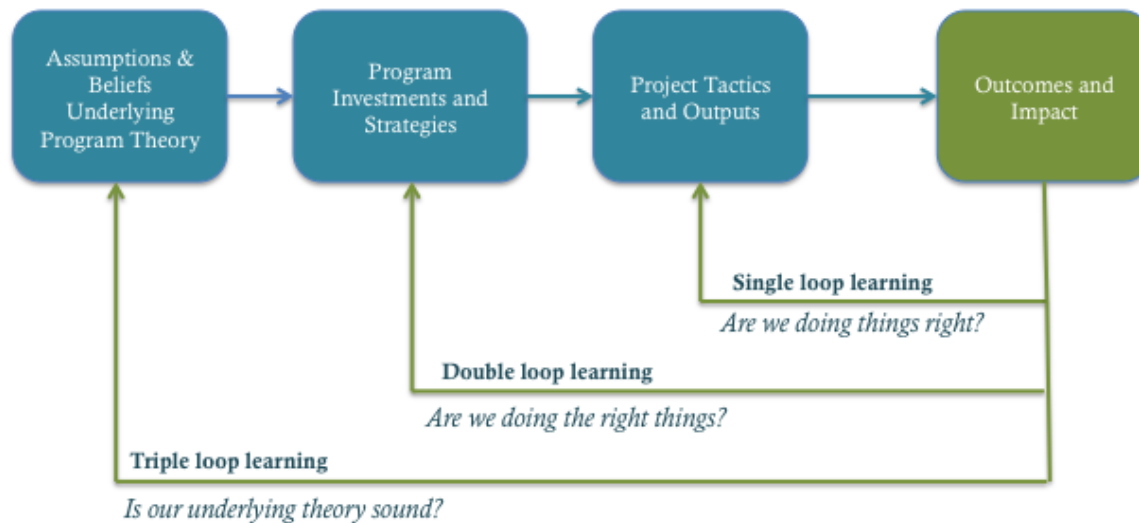 Assumptions &
Beliefs
Underlying
Program Theory
Program
Investments and
Strategies
Project Tactics
and Outputs
Outcomes and
Impact
Single loop learning
Are we doing things right?
Double loop learning
Are we doing the right things?
Triple loop learning
Is our underlying theory sound?